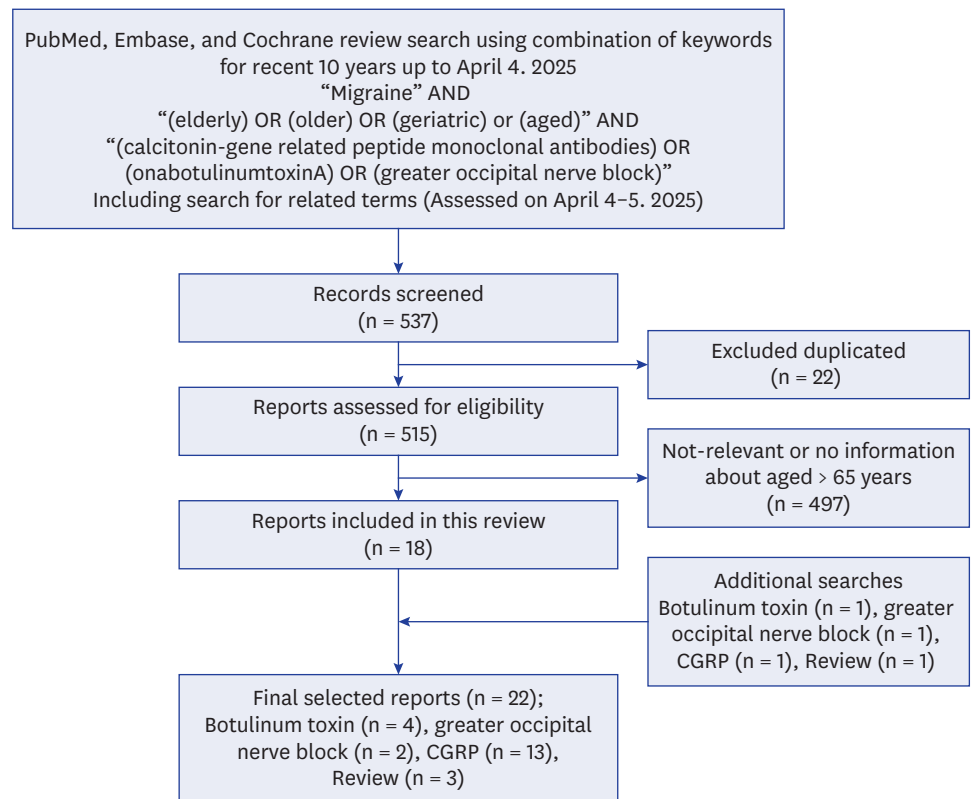 PubMed, Embase, and Cochrane review search using combination of keywords
for recent 10 years up to April 4. 2025
“Migraine” AND
“(elderly) OR (older) OR (geriatric) or (aged)” AND
“(calcitonin-gene related peptide monoclonal antibodies) OR
(onabotulinumtoxinA) OR (greater occipital nerve block)”
Including search for related terms (Assessed on April 4–5. 2025)
Records screened
(n = 537)
Excluded duplicated
(n = 22)
Reports assessed for eligibility
(n = 515)
Not-relevant or no information
about aged > 65 years
(n = 497)
Reports included in this review
(n = 18)
Additional searches
Botulinum toxin (n = 1), greater
occipital nerve block (n = 1),
CGRP (n = 1), Review (n = 1)
Final selected reports (n = 22);
Botulinum toxin (n = 4), greater occipital
nerve block (n = 2), CGRP (n = 13),
Review (n = 3)